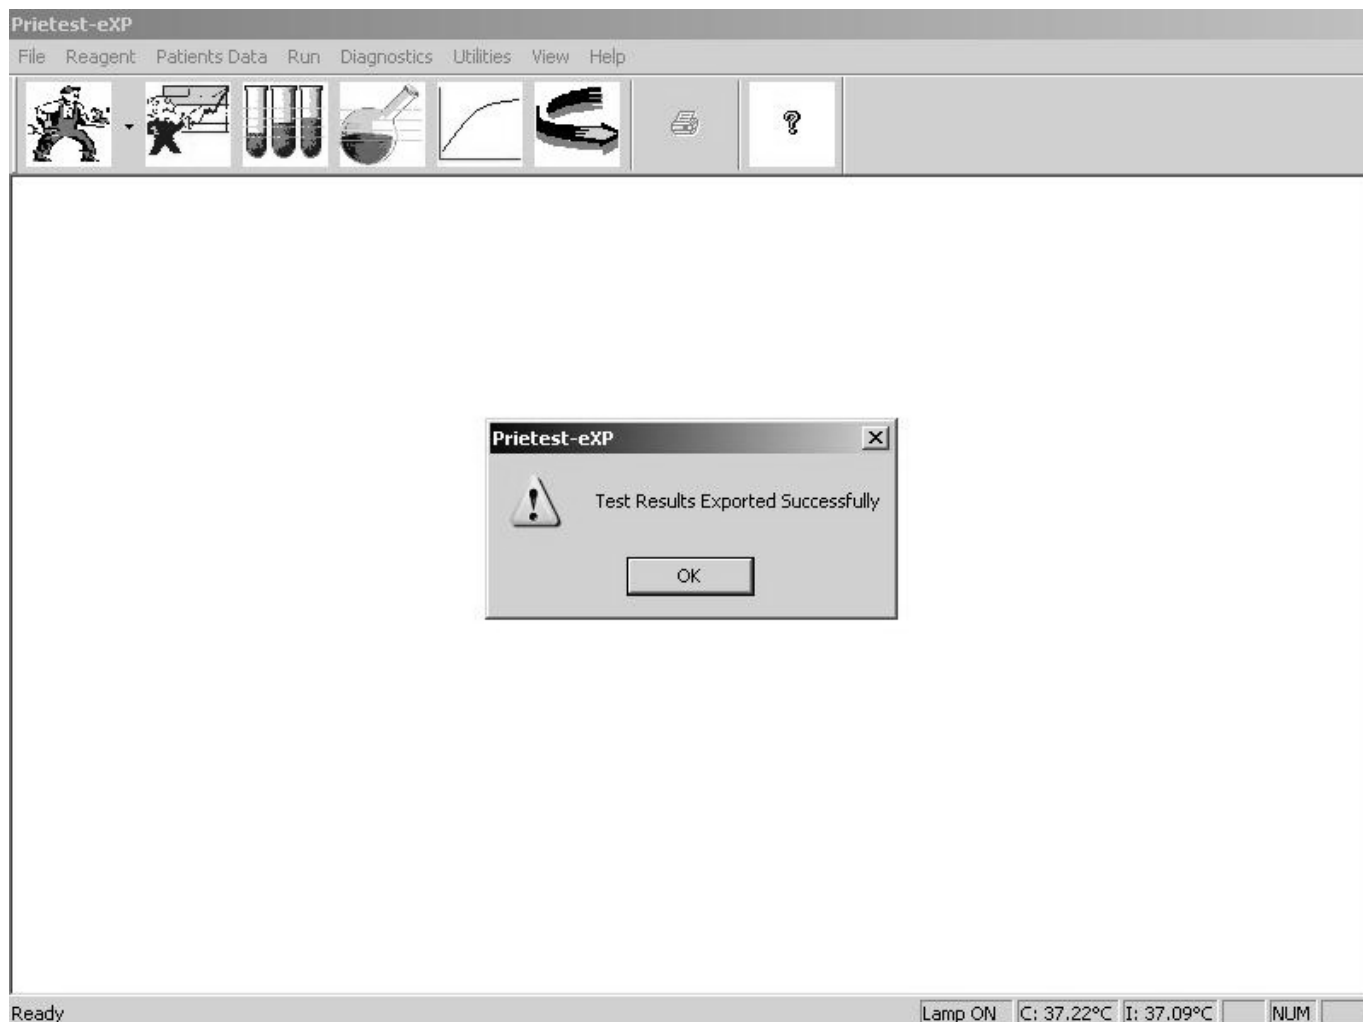 Prietest-eXP
File Reagent Patients Data Run Diagnostics Utilities View Help
?
Prietest-eXP
Test Results Exported Successfully
OK
Ready Lamp ON C: 37.22°C I: 37.09°C NUM